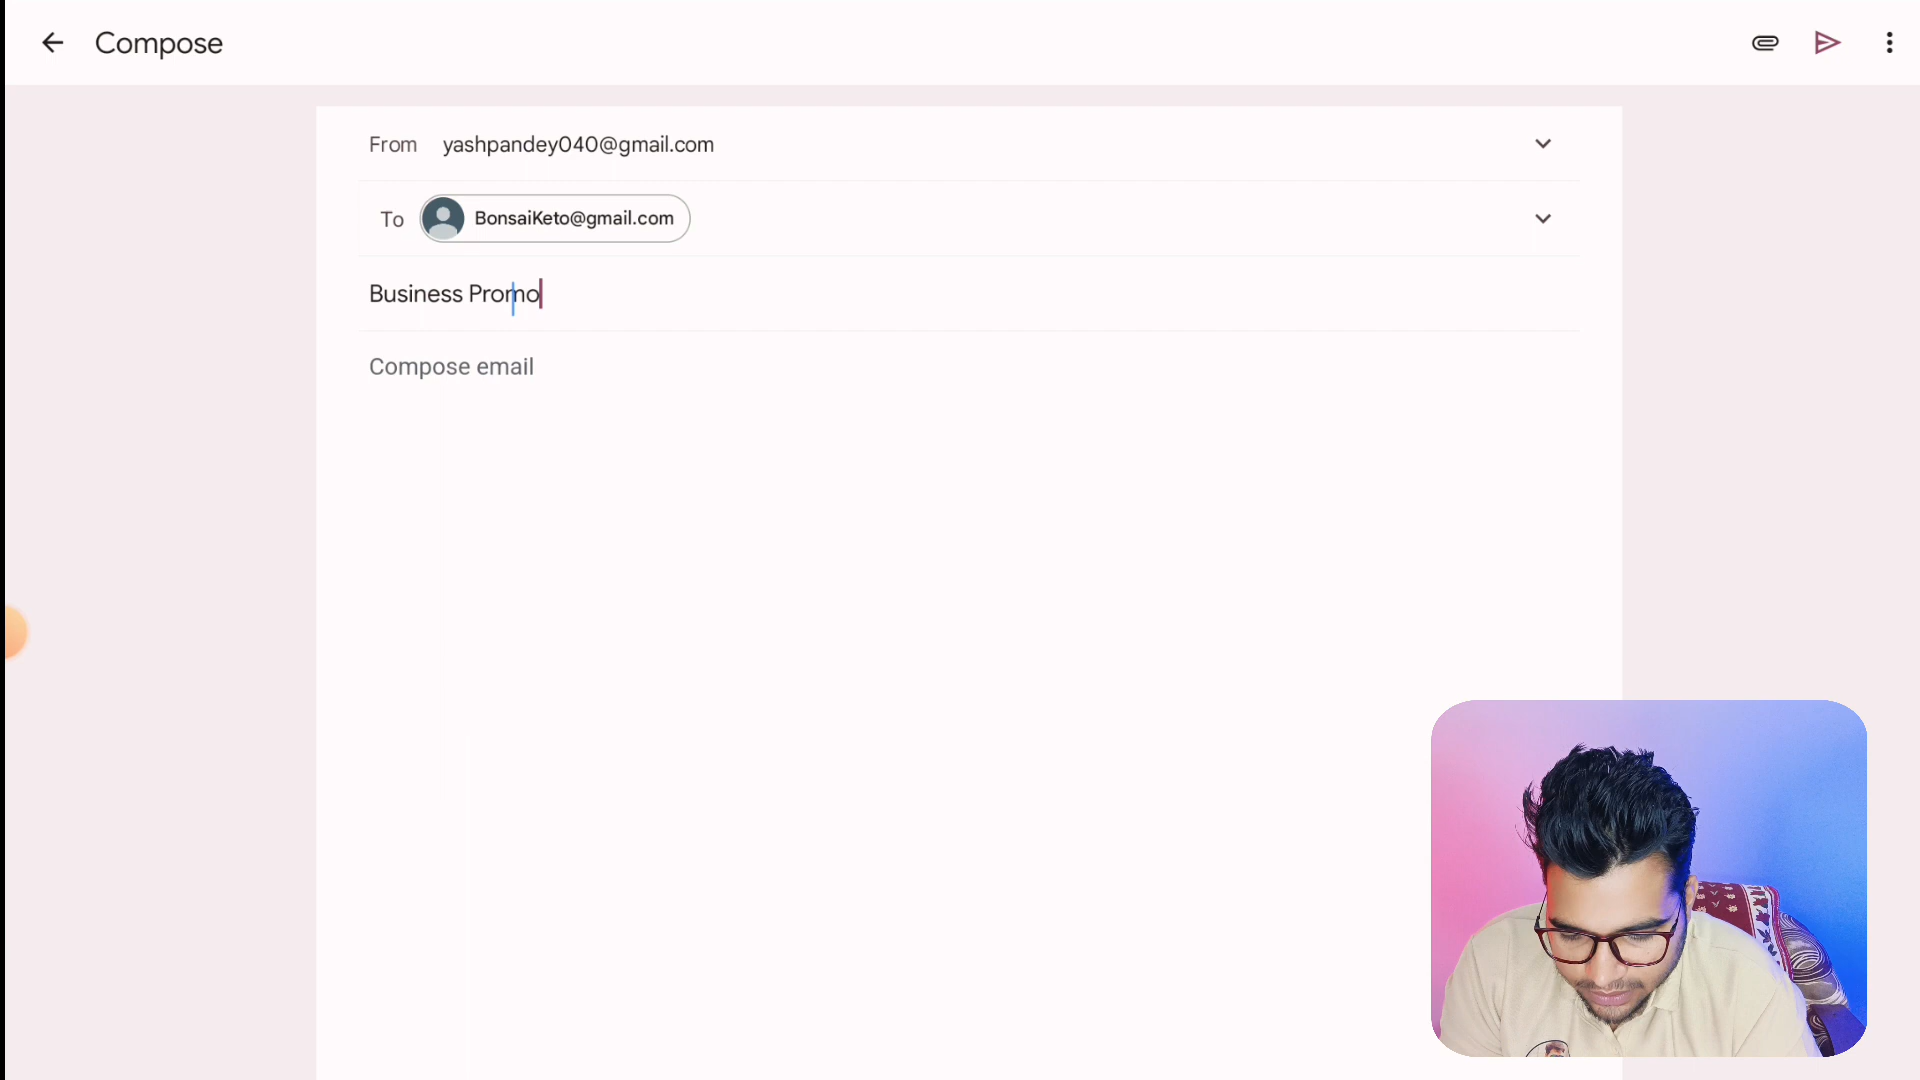 Compose
From yashpandey040@gmail.com
To BonsaiKeto@gmail.com
Business Promo
Compose email